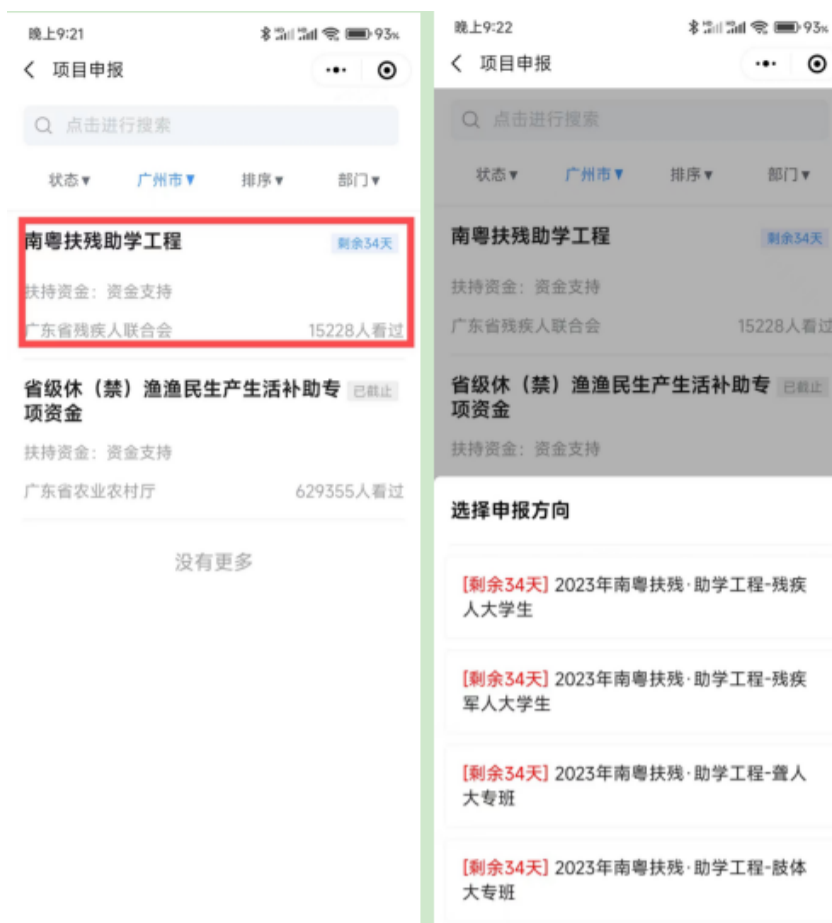 晚上9:21
93%
项目申报
点击进行搜索
状态▼ 广州市▼ 排序▼ 部门▼
南粤扶残助学工程 剩余34天
扶持资金：资金支持
广东省残疾人联合会 15228人看过
省级休（禁）渔渔民生产生活补助专 已截止
项资金
扶持资金：资金支持
广东省农业农村厅 629355人看过
没有更多
晚上9:22
93%
项目申报
点击进行搜索
状态▼ 广州市▼ 排序▼ 部门▼
南粤扶残助学工程 剩余34天
扶持资金：资金支持
广东省残疾人联合会 15228人看过
省级休（禁）渔渔民生产生活补助专 已截止
项资金
扶持资金：资金支持
选择申报方向
[剩余34天] 2023年南粤扶残·助学工程-残疾
人大学生
[剩余34天] 2023年南粤扶残·助学工程-残疾
军人大学生
[剩余34天] 2023年南粤扶残·助学工程-聋人
大专班
[剩余34天] 2023年南粤扶残·助学工程-肢体
大专班